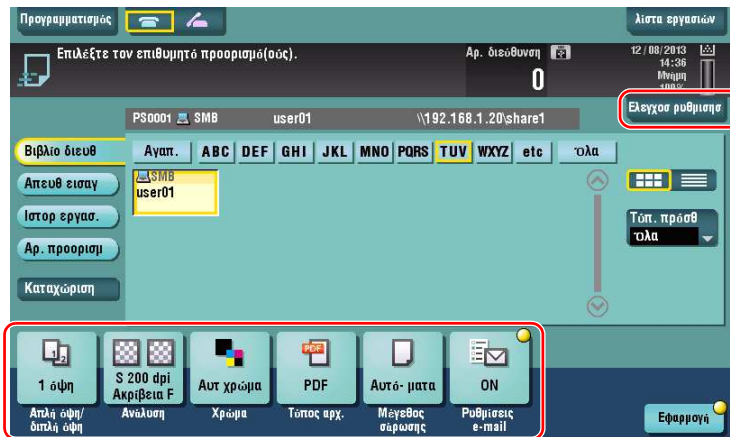 Προγραμματισμός
λίστα εργασιών
Επιλέξτε τον επιθυμητό προορισμό(ούς).
Αρ. διεύθυνση
0
12/08/2013
14:36
Μνήμη
100%
Ελεγχοσ ρυθμισησ
PS0001 SMB user01 \\192.168.1.20\share1
Βιβλίο διευθ
Αγαπ. ABC DEF GHI JKL MNO PQRS TUV WXYZ etc Όλα
Απευθ εισαγ
SMB
user01
Ιστορ εργασ.
Τύπ. πρόσθ
Όλα
Αρ. προορισμ
Καταχώριση
1 όψη
S 200 dpi
Ακρίβεια F
Αυτ χρώμα
PDF
PDF
Αυτό- ματα
ON
Απλή όψη/
διπλή όψη
Ανάλυση
Χρώμα
Τύπος αρχ.
Μέγεθος
σάρωσης
Ρυθμίσεις
e-mail
Εφαρμογή